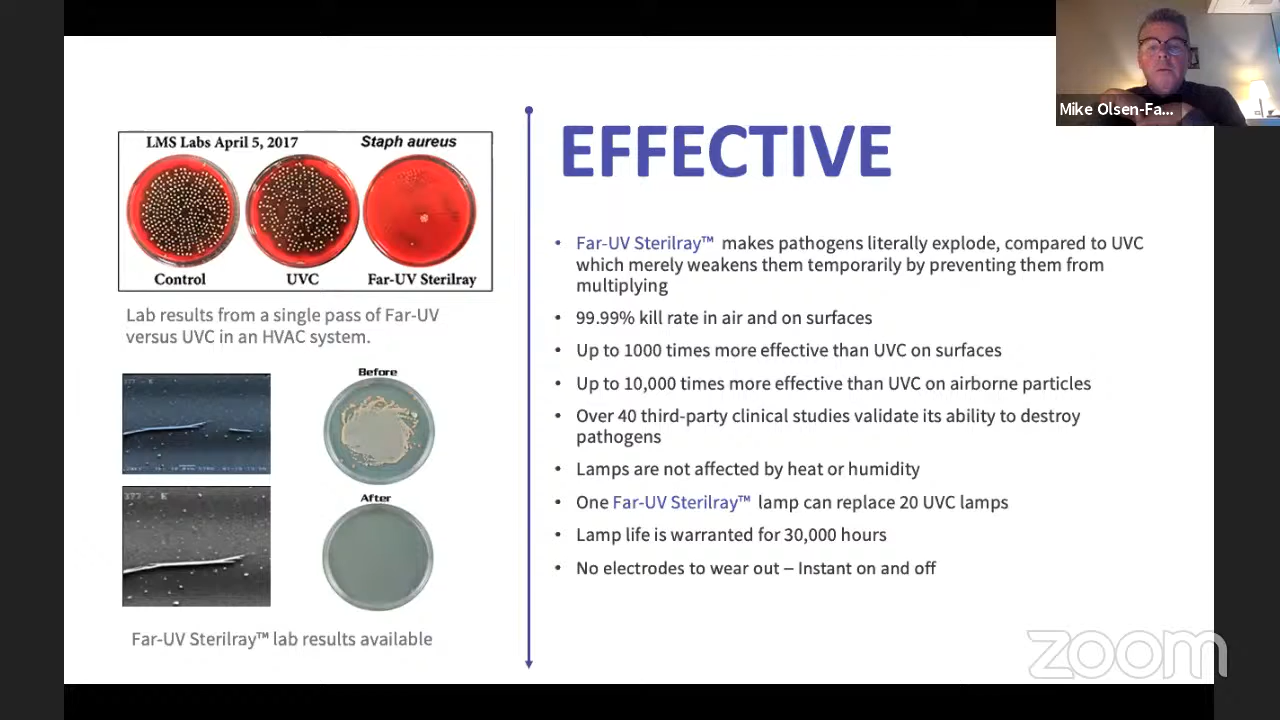 Mike Olsen-Fa...
LMS Labs April 5, 2017
Staph aureus
Control
UVC
Far-UV Sterilray
Lab results from a single pass of Far-UV
versus UVC in an HVAC system.
377 - K
Before
377 - K
After
Far-UV Sterilray™ lab results available
EFFECTIVE
• Far-UV Sterilray™ makes pathogens literally explode, compared to UVC
which merely weakens them temporarily by preventing them from
multiplying
• 99.99% kill rate in air and on surfaces
• Up to 1000 times more effective than UVC on surfaces
• Up to 10,000 times more effective than UVC on airborne particles
• Over 40 third-party clinical studies validate its ability to destroy
pathogens
• Lamps are not affected by heat or humidity
• One Far-UV Sterilray™ lamp can replace 20 UVC lamps
• Lamp life is warranted for 30,000 hours
• No electrodes to wear out – Instant on and off
zoom